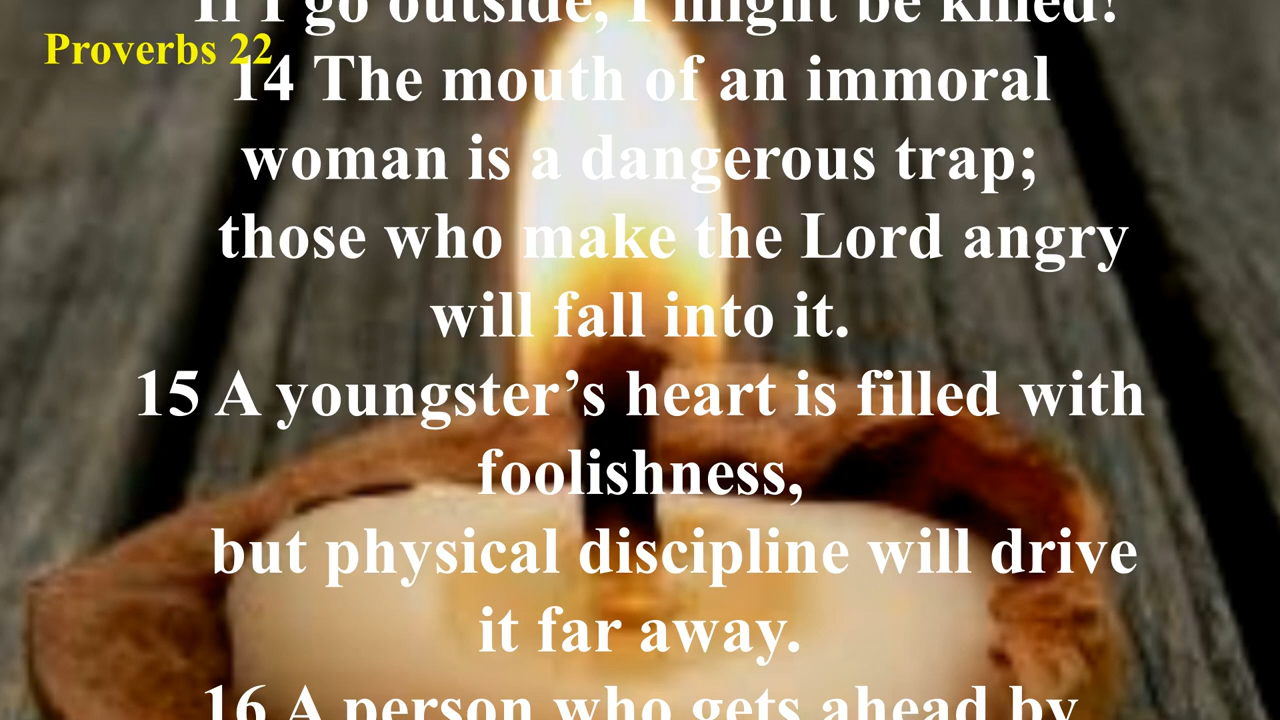 If I go outside, I might be killed!
Proverbs 22
14 The mouth of an immoral
woman is a dangerous trap;
those who make the Lord angry
will fall into it.
15 A youngster’s heart is filled with
foolishness,
but physical discipline will drive
it far away.
16 A person who gets ahead by